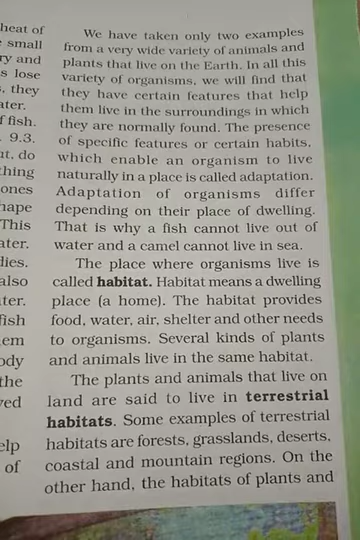 heat of
small
ry and
s lose
, they
ater.
f fish.
9.3.
ut, do
thing
ones
hape
This
ater.
dies.
also
ter.
fish
em
ody
the
ved
elp
of
We have taken only two examples
from a very wide variety of animals and
plants that live on the Earth. In all this
variety of organisms, we will find that
they have certain features that help
them live in the surroundings in which
they are normally found. The presence
of specific features or certain habits,
which enable an organism to live
naturally in a place is called adaptation.
Adaptation of organisms differ
depending on their place of dwelling.
That is why a fish cannot live out of
water and a camel cannot live in sea.
The place where organisms live is
called habitat. Habitat means a dwelling
place (a home). The habitat provides
food, water, air, shelter and other needs
to organisms. Several kinds of plants
and animals live in the same habitat.
The plants and animals that live on
land are said to live in terrestrial
habitats. Some examples of terrestrial
habitats are forests, grasslands, deserts,
coastal and mountain regions. On the
other hand, the habitats of plants and